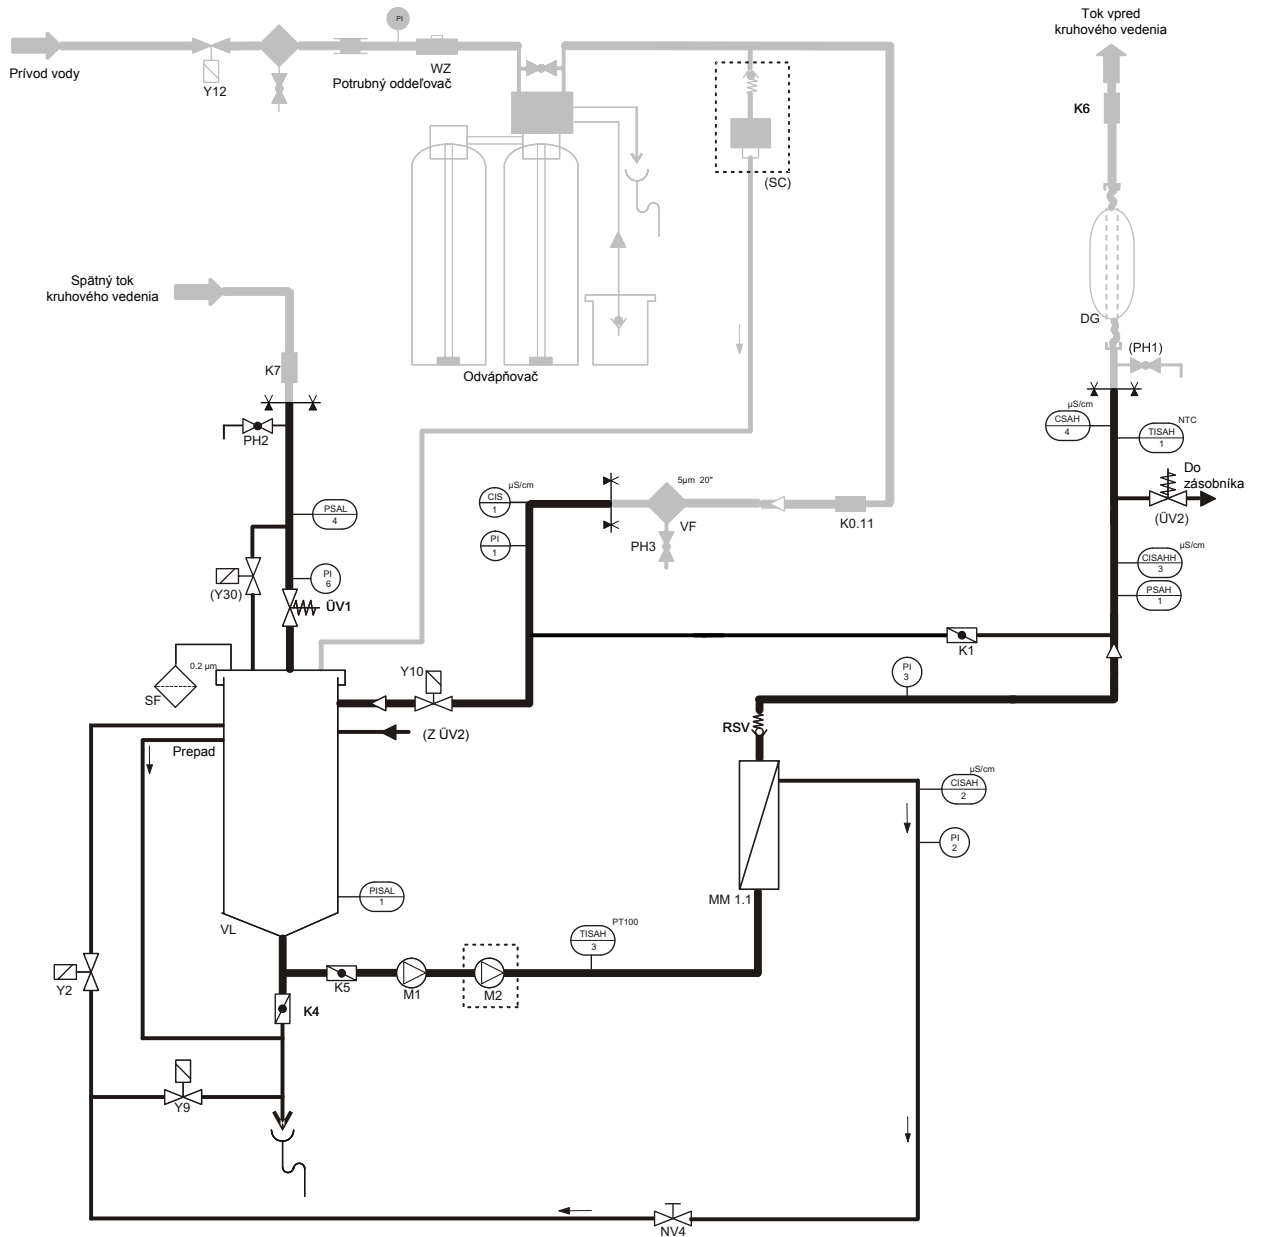 Tok vpred
kruhového vedenia
PI
Prívod vody
WZ
Potrubný oddeľovač
Y12
K6
(SC)
Spätný tok
kruhového vedenia
DG
(PH1)
K7
Odvápňovač
µS/cm
CSAH
4
NTC
TISAH
1
PH2
Do
zásobníka
5µm 20"
µS/cm
CIS
1
PSAL
4
K0.11
(ÜV2)
VF
PI
1
PH3
µS/cm
CISAHH
3
PI
6
(Y30)
ÜV1
PSAH
1
K1
0.2 µm
SF
Y10
PI
3
RSV
(Z ÜV2)
Prepad
µS/cm
CISAH
2
PI
2
PISAL
1
MM 1.1
VL
PT100
TISAH
3
Y2
K5
M1
M2
K4
Y9
NV4